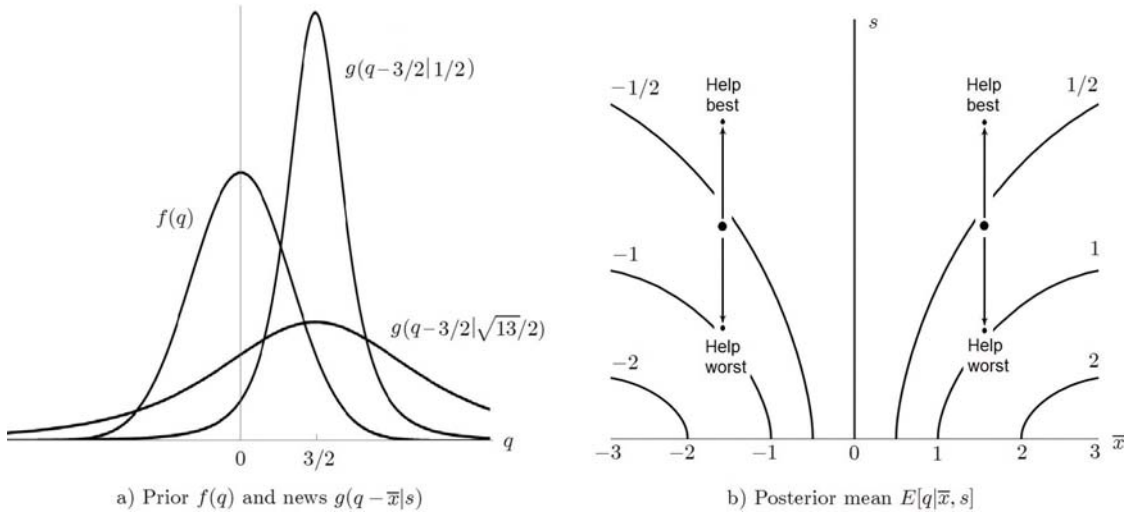 g(q−3/2|1/2)
f(q)
g(q−3/2|√13/2)
0
3/2
q
a) Prior f(q) and news g(q − x̅|s)
s
−1/2
Help
best
Help
best
1/2
−1
1
Help
worst
Help
worst
−2
2
−3
−2
−1
0
1
2
3
x̅
b) Posterior mean E[q|x̅, s]